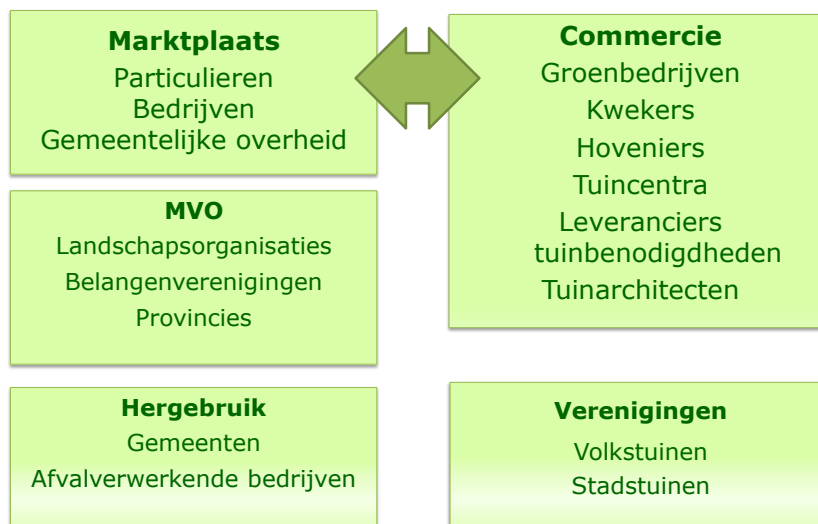 Marktplaats
Particulieren
Bedrijven
Gemeentelijke overheid
Commercie
Groenbedrijven
Kwekers
Hoveniers
Tuincentra
Leveranciers
tuinbenodigdheden
Tuinarchitecten
MVO
Landschapsorganisaties
Belangenverenigingen
Provincies
Hergebruik
Gemeenten
Afvalverwerkende bedrijven
Verenigingen
Volkstuinen
Stadstuinen